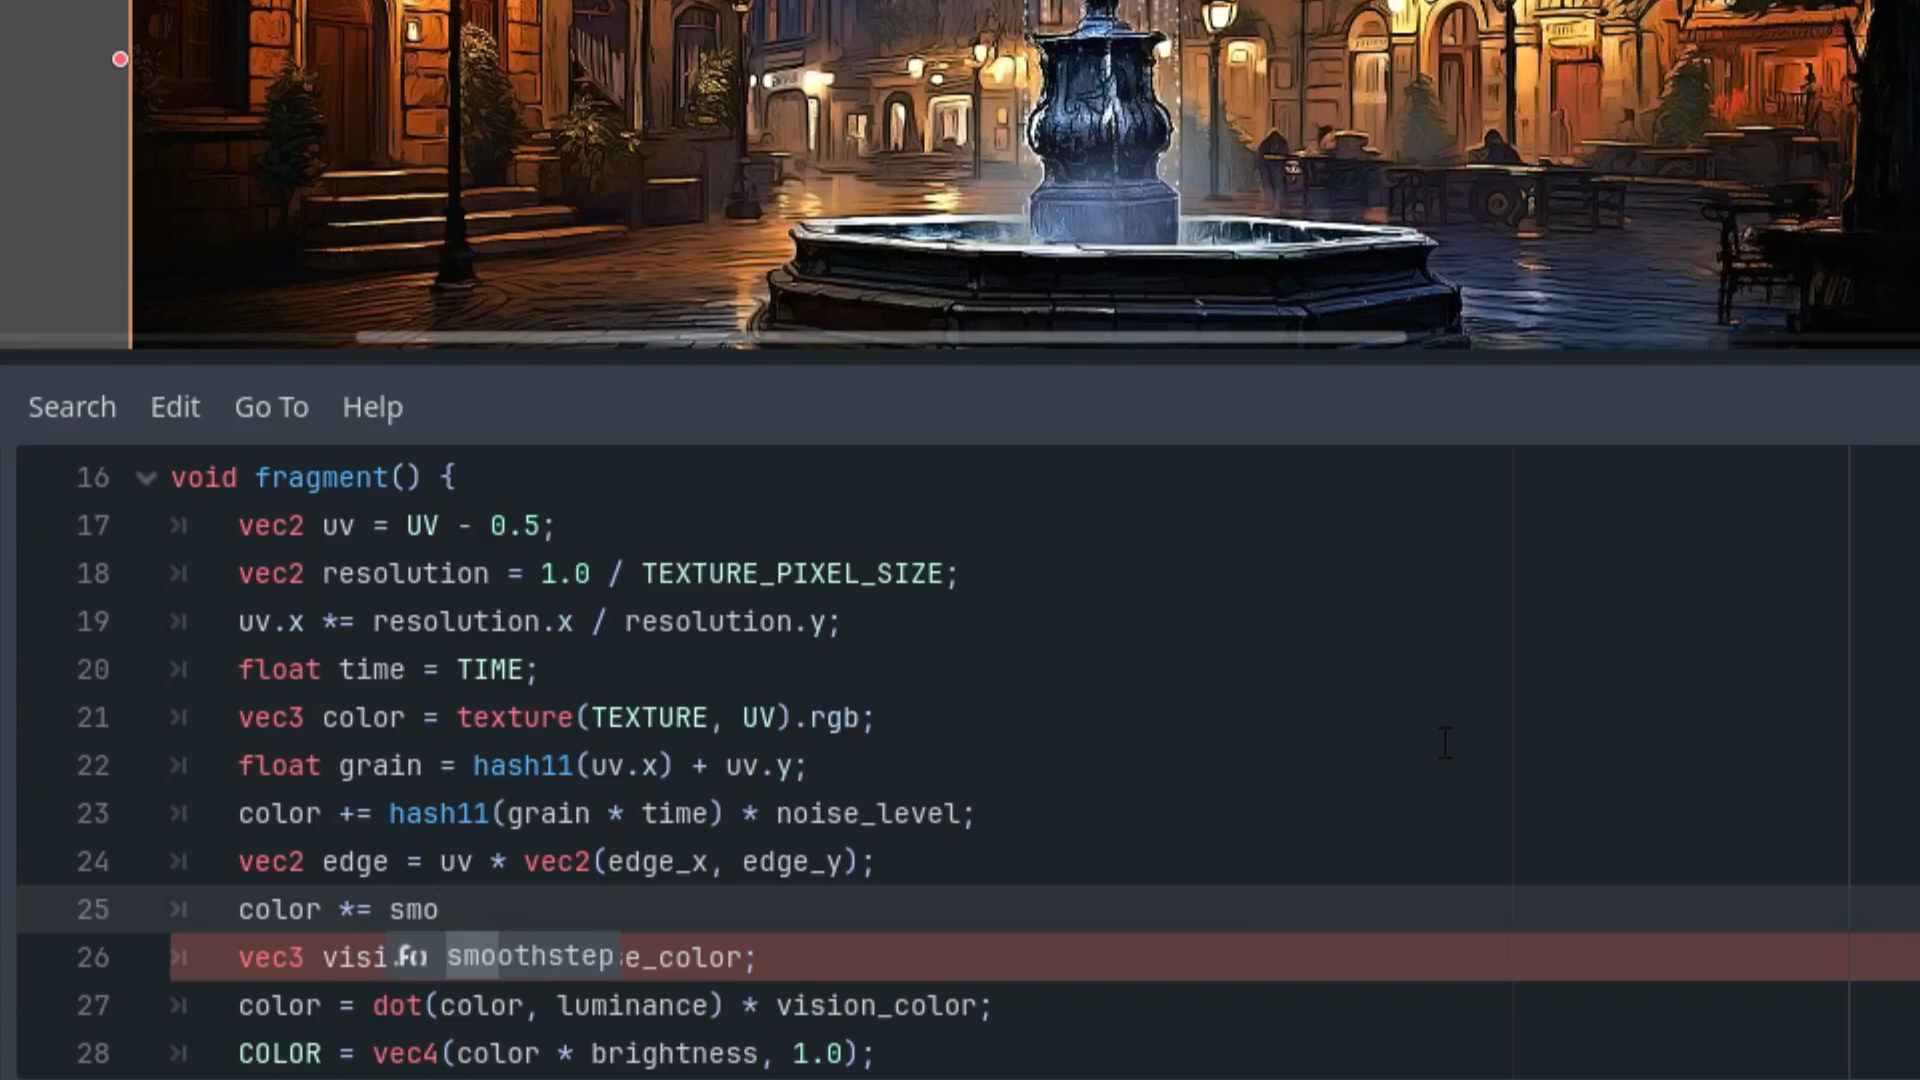 Search Edit Go To Help
16 void fragment() {
17 vec2 uv = UV - 0.5;
18 vec2 resolution = 1.0 / TEXTURE_PIXEL_SIZE;
19 uv.x *= resolution.x / resolution.y;
20 float time = TIME;
21 vec3 color = texture(TEXTURE, UV).rgb;
22 float grain = hash11(uv.x) + uv.y;
23 color += hash11(grain * time) * noise_level;
24 vec2 edge = uv * vec2(edge_x, edge_y);
25 color *= smo
26 vec3 visi smoothstep e_color;
27 color = dot(color, luminance) * vision_color;
28 COLOR = vec4(color * brightness, 1.0);